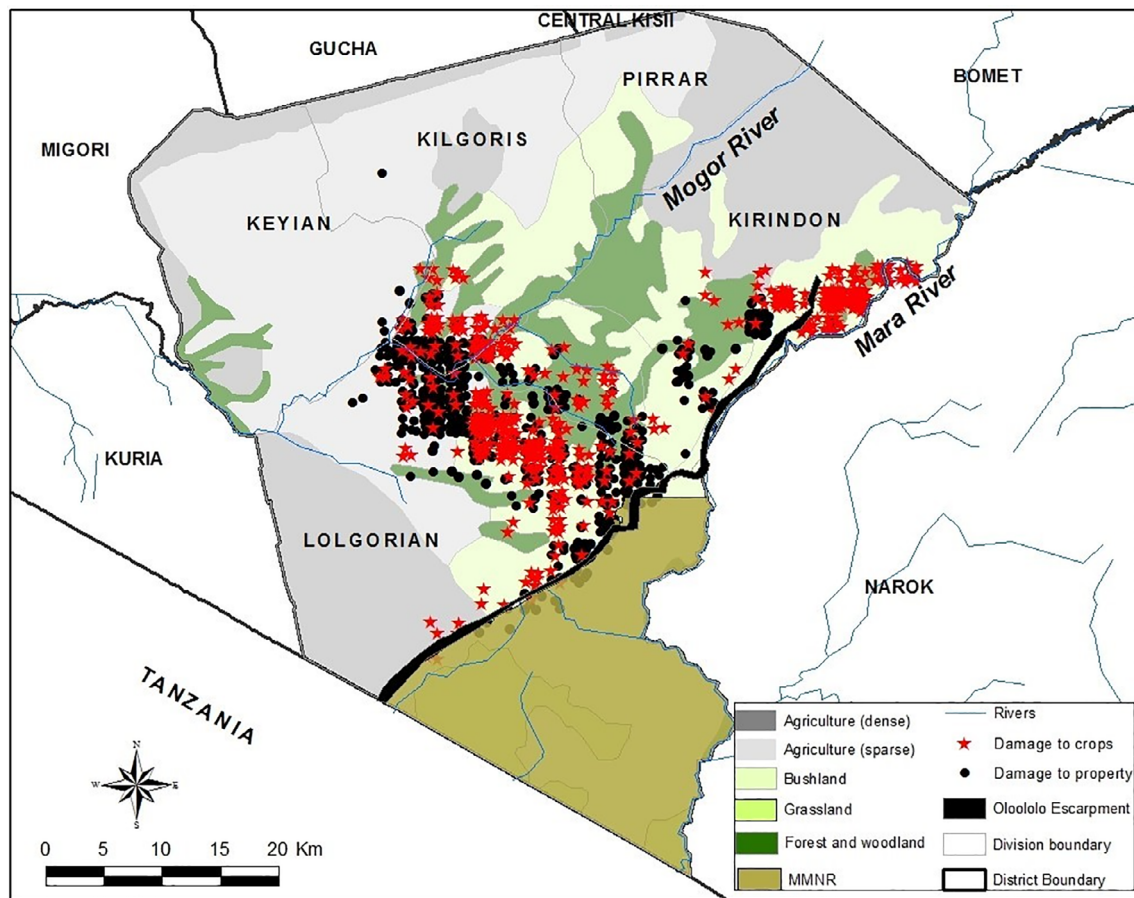 CENTRAL KISII
GUCHA
PIRRAR
BOMET
MIGORI
KILGORIS
Mogor River
KEYIAN
KIRINDON
Mara River
KURIA
LOLGORIAN
NAROK
TANZANIA
N
W E
S
0 5 10 15 20 Km
Agriculture (dense)
Agriculture (sparse)
Bushland
Grassland
Forest and woodland
MMNR
Rivers
Damage to crops
Damage to property
Oloololo Escarpment
Division boundary
District Boundary